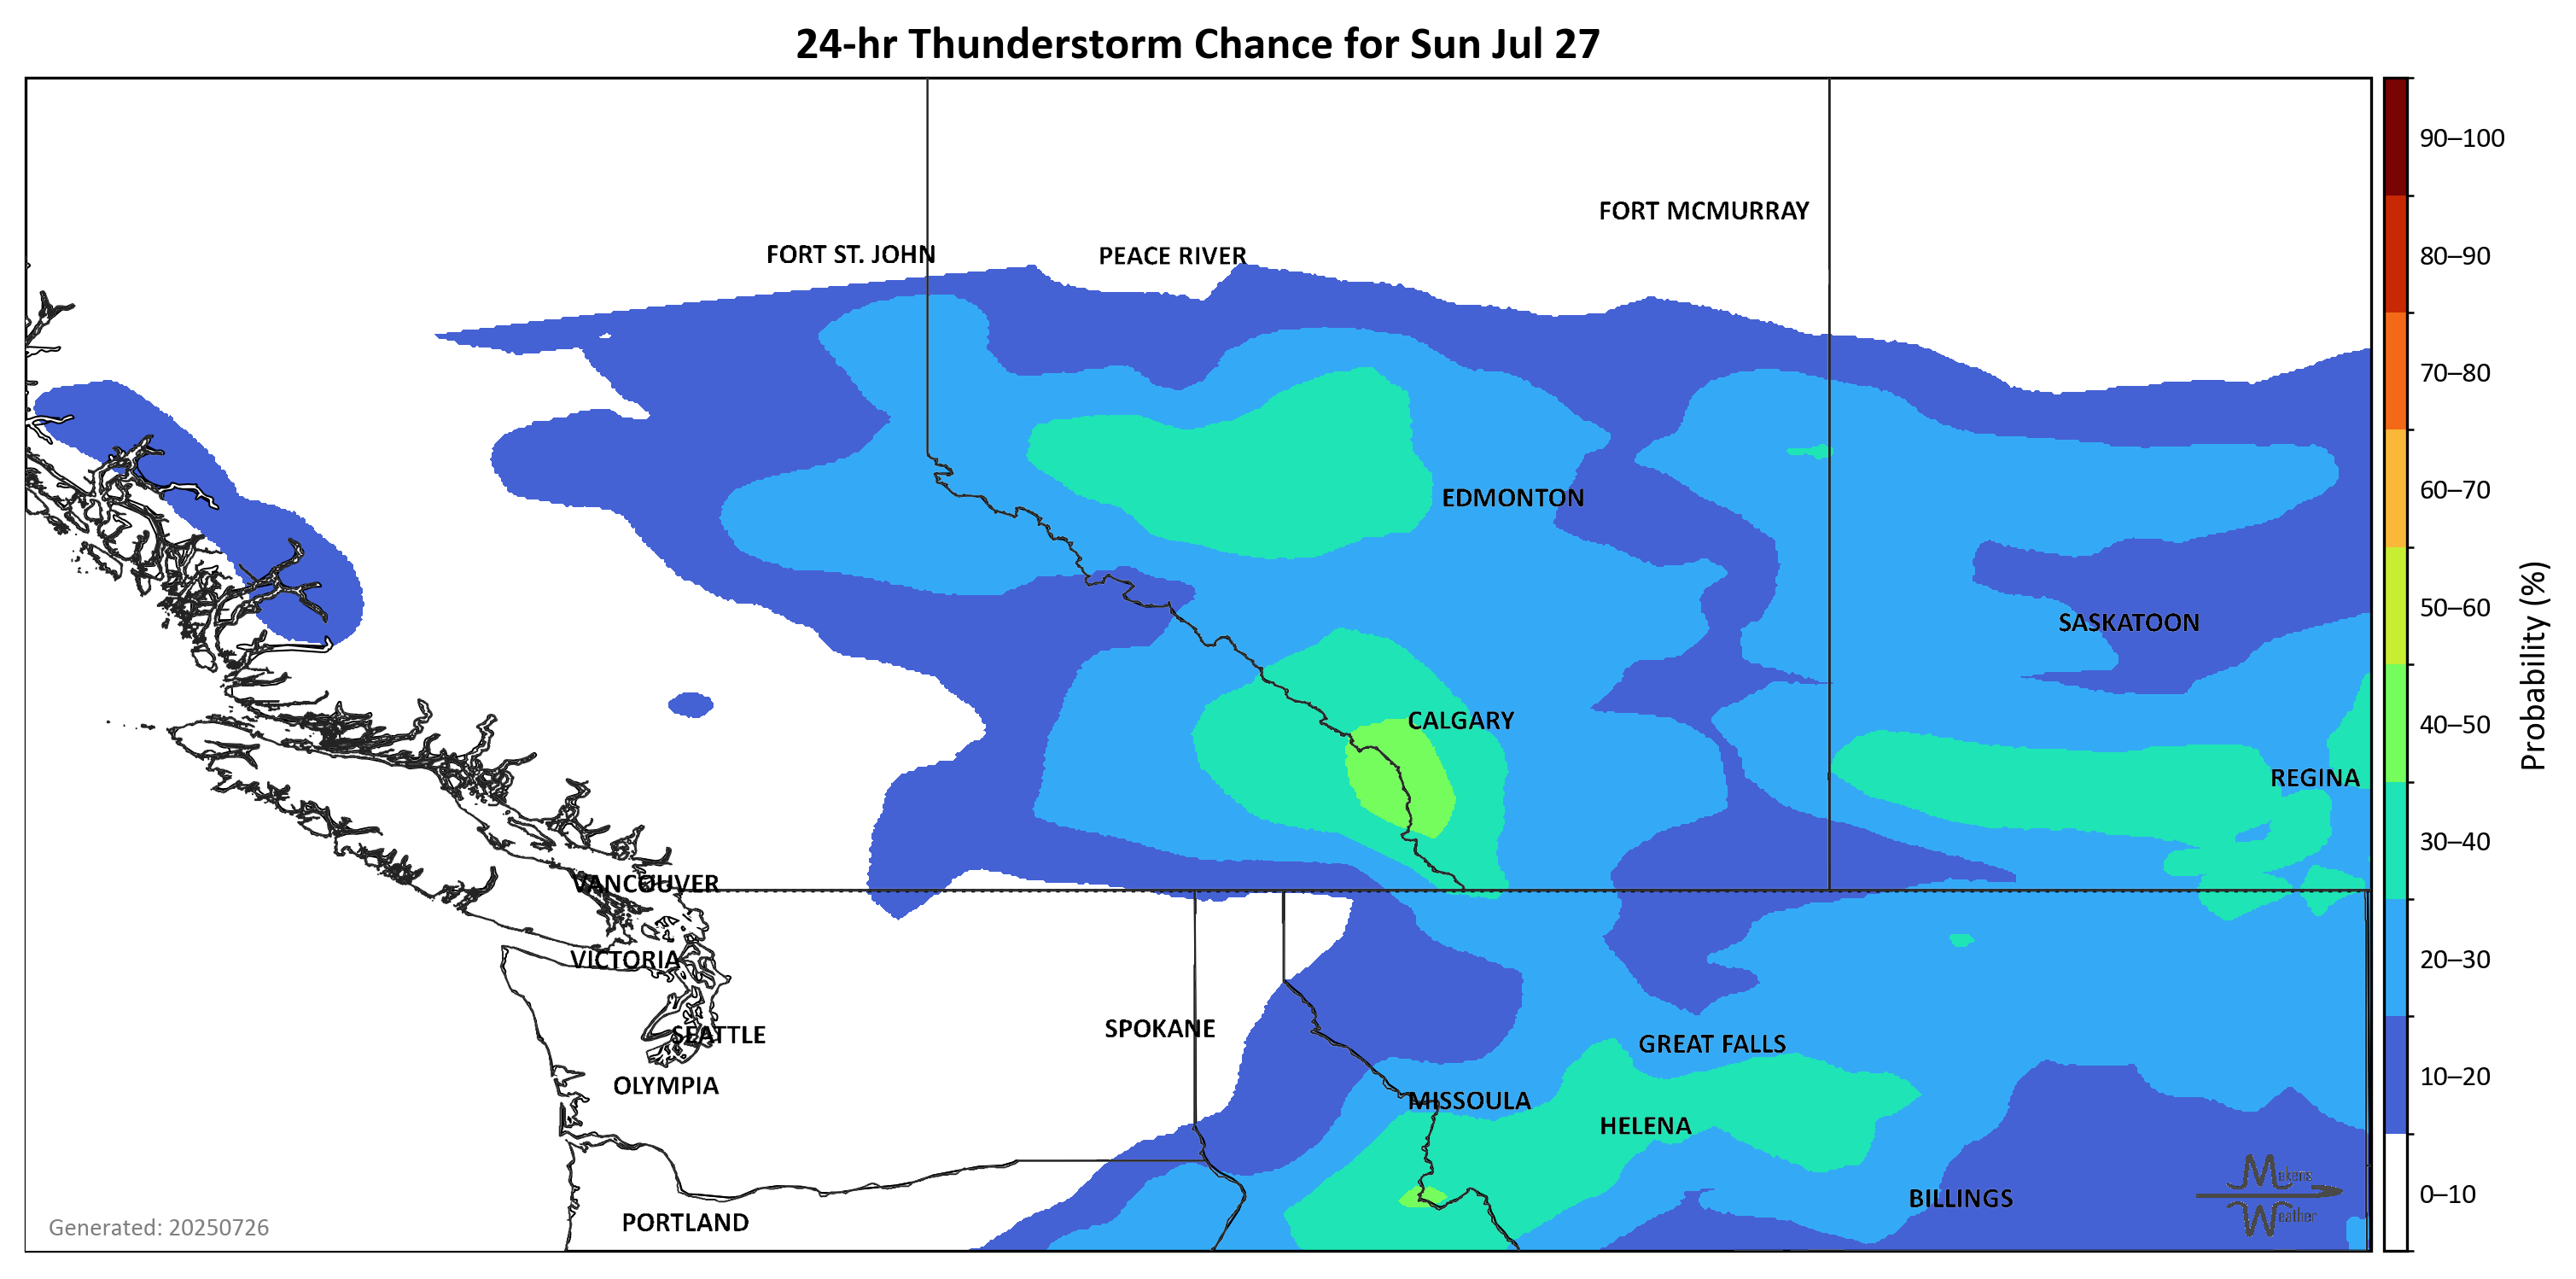 24-hr Thunderstorm Chance for Sun Jul 27
90–100
FORT MCMURRAY
FORT ST. JOHN
PEACE RIVER
80–90
70–80
60–70
EDMONTON
50–60
SASKATOON
Probability (%)
CALGARY
40–50
REGINA
30–40
VANCOUVER
VICTORIA
20–30
SPOKANE
SEATTLE
GREAT FALLS
OLYMPIA
10–20
MISSOULA
HELENA
Mekens
Weather
BILLINGS
0–10
PORTLAND
Generated: 20250726